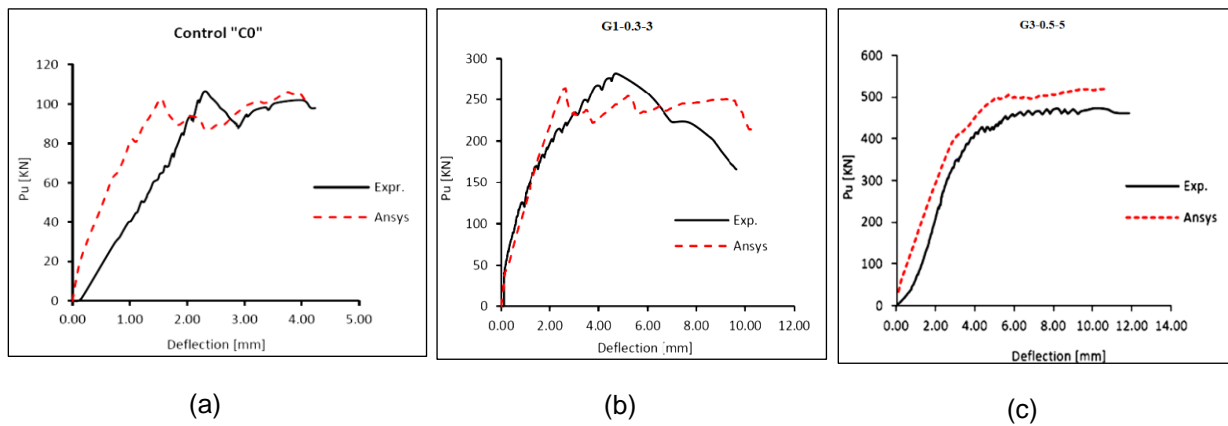 Control "C0"
120
100
80
60
40
20
0
Pu [KN]
0.00 1.00 2.00 3.00 4.00 5.00
Deflection [mm]
Expr.
Ansys
(a)
G1-0.3-3
300
250
200
150
100
50
0
Pu [KN]
0.00 2.00 4.00 6.00 8.00 10.00 12.00
Deflection [mm]
Exp.
Ansys
(b)
G3-0.5-5
600
500
400
300
200
100
0
Pu [KN]
0.00 2.00 4.00 6.00 8.00 10.00 12.00 14.00
Deflection [mm]
Exp.
Ansys
(c)